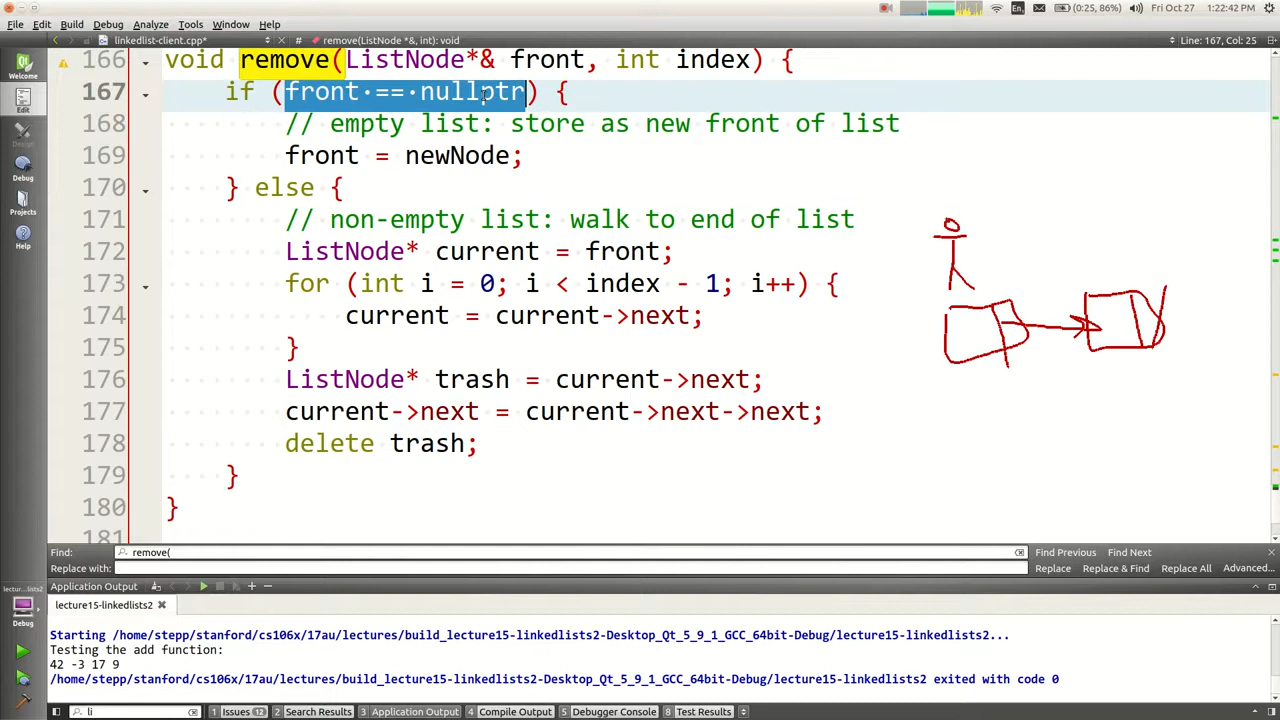 (0:25, 86%) Fri Oct 27 1:22:42
File Edit Build Debug Analyze Tools Window Help
linkedlist-client.cpp* # remove(ListNode *&, int): void Line: 167, Col: 25
166 void remove(ListNode*& front, int index) {
167 if (front == nullptr) {
168 // empty list: store as new front of list
169 front = newNode;
170 } else {
171 // non-empty list: walk to end of list
172 ListNode* current = front;
173 for (int i = 0; i < index - 1; i++) {
174 current = current->next;
175 }
176 ListNode* trash = current->next;
177 current->next = current->next->next;
178 delete trash;
179 }
180 }
181
Welcome
Edit
Design
Debug
Projects
Help
Find: remove( Find Previous Find Next
Replace with: Replace Replace & Find Replace All Advanced...
lectur...lists2 Application Output
Debug
lecture15-linkedlists2
Starting /home/stepp/stanford/cs106x/17au/lectures/build_lecture15-linkedlists2-Desktop_Qt_5_9_1_GCC_64bit-Debug/lecture15-linkedlists2...
Testing the add function:
42 -3 17 9
/home/stepp/stanford/cs106x/17au/lectures/build_lecture15-linkedlists2-Desktop_Qt_5_9_1_GCC_64bit-Debug/lecture15-linkedlists2 exited with code 0
li 1 Issues 12 2 Search Results 3 Application Output 4 Compile Output 5 Debugger Console 8 Test Results